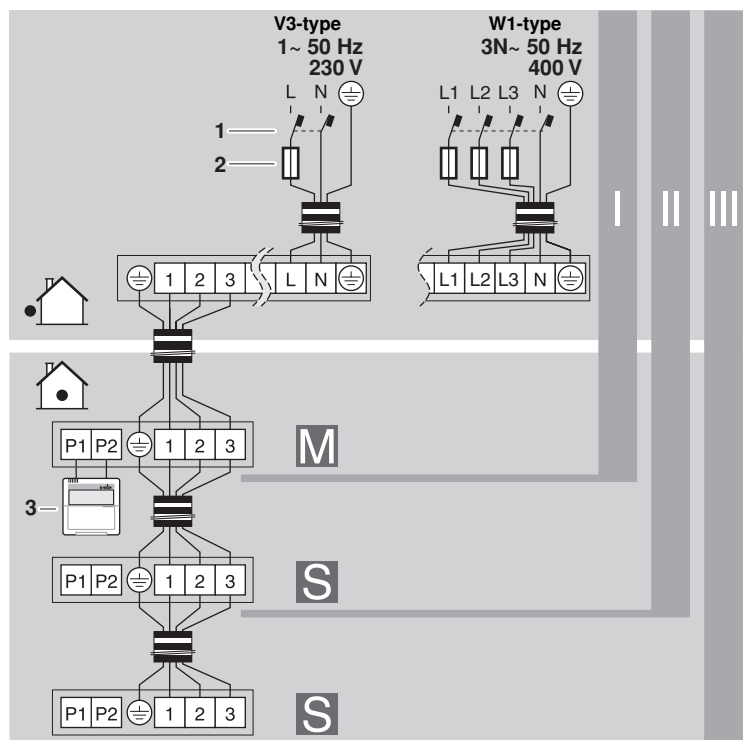 V3-type
1~ 50 Hz
230 V
W1-type
3N~ 50 Hz
400 V
L N
L1 L2 L3 N
1
2
I II III
1 2 3 L N
L1 L2 L3 N
P1 P2 1 2 3
M
3
P1 P2 1 2 3
S
P1 P2 1 2 3
S